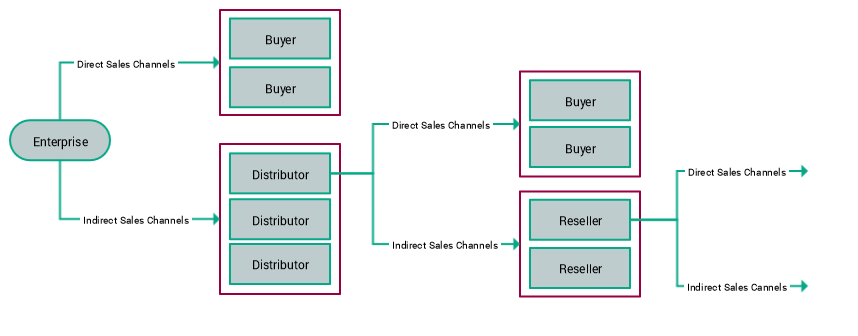 Buyer
Direct Sales Channels
Buyer
Enterprise
Buyer
Direct Sales Channels
Buyer
Distributor
Direct Sales Channels
Indirect Sales Channels
Distributor
Reseller
Indirect Sales Channels
Distributor
Reseller
Indirect Sales Cannels